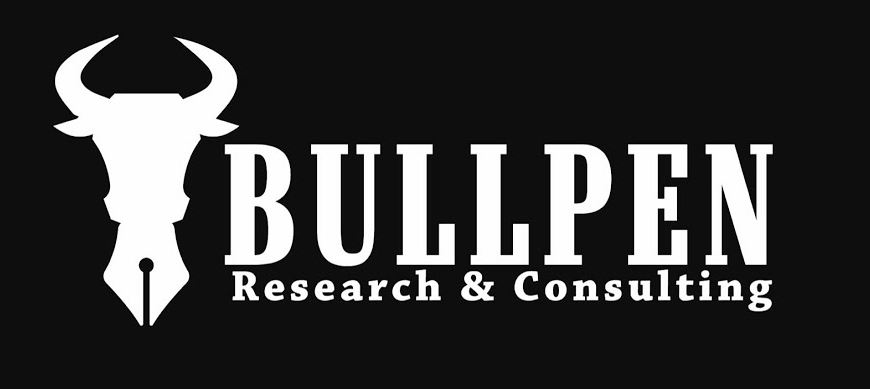 BULLPEN
Research & Consulting